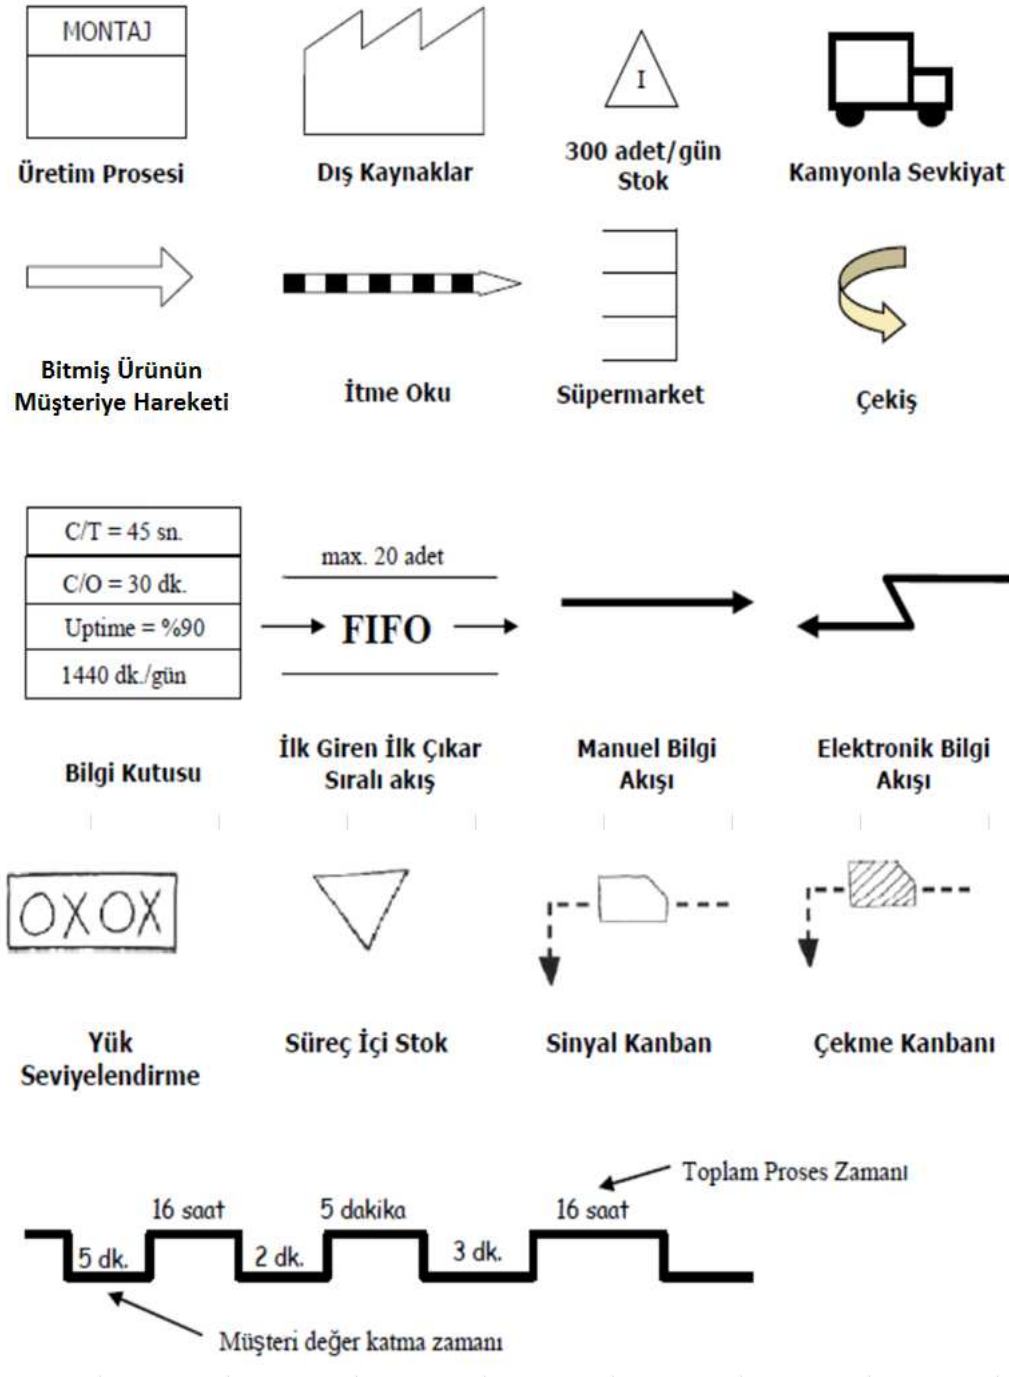 MONTAJ
Üretim Prosesi
Dış Kaynaklar
I
300 adet/gün
Stok
Kamyonla Sevkiyat
Bitmiş Ürünün
Müşteriye Hareketi
İtme Oku
Süpermarket
Çekiş
C/T = 45 sn.
C/O = 30 dk.
Uptime = %90
1440 dk./gün
Bilgi Kutusu
max. 20 adet
FIFO
İlk Giren İlk Çıkar
Sıralı akış
Manuel Bilgi
Akışı
Elektronik Bilgi
Akışı
OXOX
Yük
Seviyelendirme
Süreç İçi Stok
Sinyal Kanban
Çekme Kanbanı
Toplam Proses Zamanı
16 saat
5 dakika
16 saat
5 dk.
2 dk.
3 dk.
Müşteri değer katma zamanı